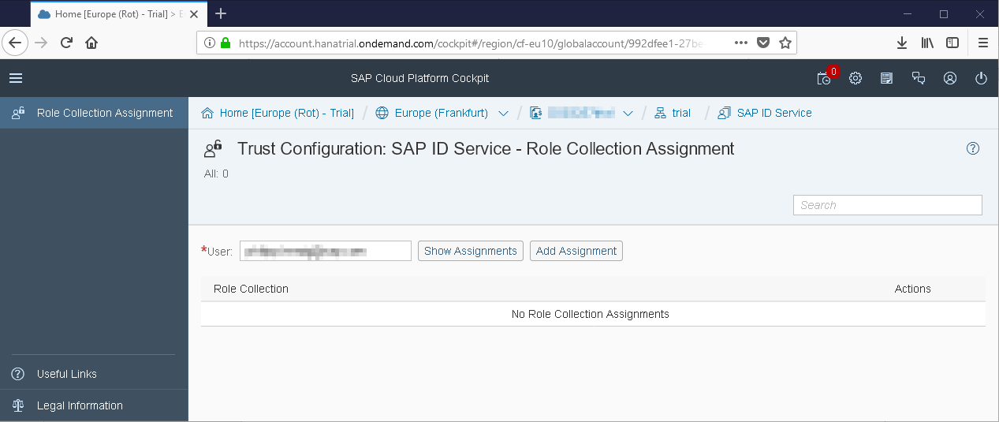 Home [Europe (Rot) - Trial] >
https://account.hanatrial.ondemand.com/cockpit#/region/cf-eu10/globalaccount/992dfee1-27be
SAP Cloud Platform Cockpit
0
Role Collection Assignment
Home [Europe (Rot) - Trial] / Europe (Frankfurt) / / trial / SAP ID Service
Trust Configuration: SAP ID Service - Role Collection Assignment
All: 0
Search
*User:
Show Assignments
Add Assignment
Role Collection
Actions
No Role Collection Assignments
Useful Links
Legal Information